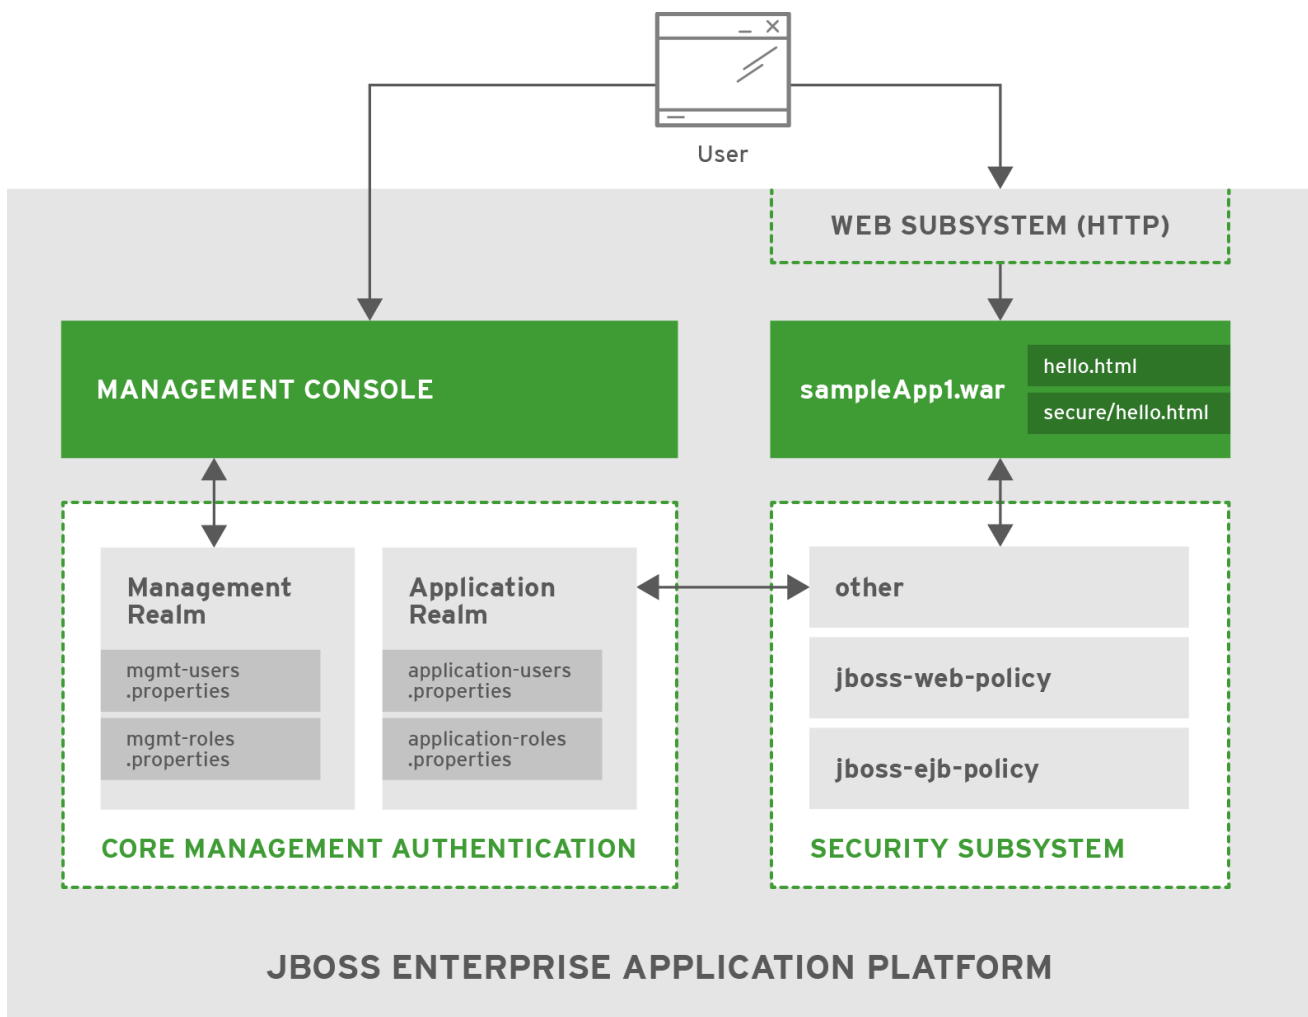 User
WEB SUBSYSTEM (HTTP)
MANAGEMENT CONSOLE
sampleApp1.war
hello.html
secure/hello.html
Management
Realm
mgmt-users
.properties
mgmt-roles
.properties
Application
Realm
application-users
.properties
application-roles
.properties
CORE MANAGEMENT AUTHENTICATION
other
jboss-web-policy
jboss-ejb-policy
SECURITY SUBSYSTEM
JBOSS ENTERPRISE APPLICATION PLATFORM